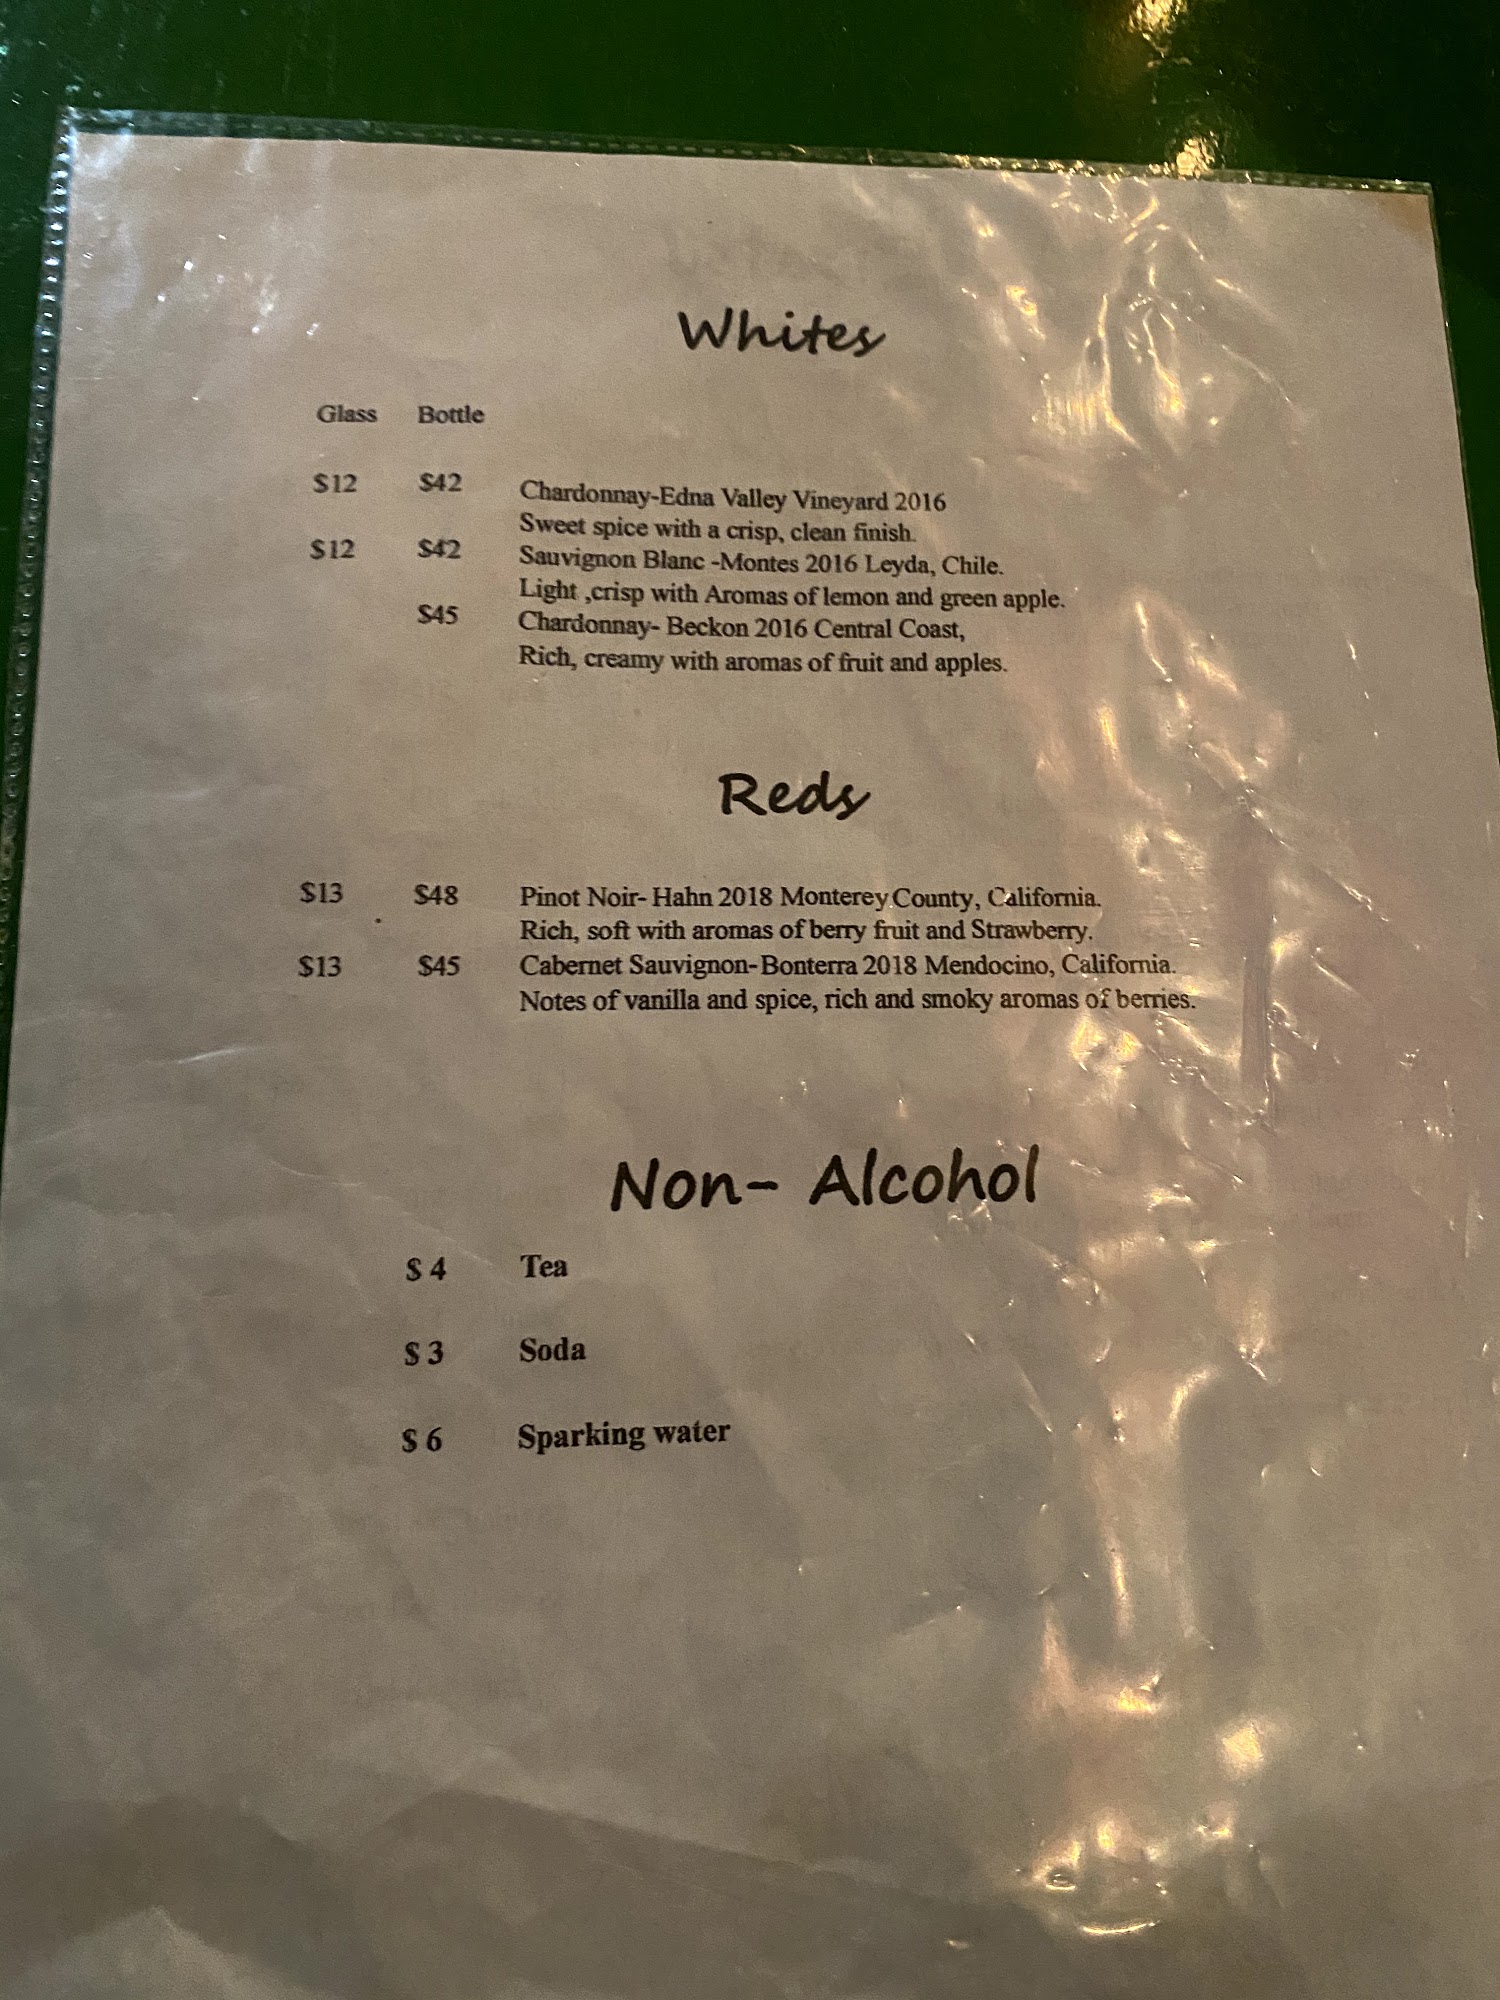 Whites
Glass Bottle
$12 $42 Chardonnay-Edna Valley Vineyard 2016
Sweet spice with a crisp, clean finish.
$12 $42 Sauvignon Blanc -Montes 2016 Leyda, Chile.
Light ,crisp with Aromas of lemon and green apple.
$45 Chardonnay- Beckon 2016 Central Coast,
Rich, creamy with aromas of fruit and apples.
Reds
$13 $48 Pinot Noir- Hahn 2018 Monterey County, California.
Rich, soft with aromas of berry fruit and Strawberry.
$13 $45 Cabernet Sauvignon- Bonterra 2018 Mendocino, California.
Notes of vanilla and spice, rich and smoky aromas of berries.
Non- Alcohol
$ 4 Tea
$ 3 Soda
$ 6 Sparking water